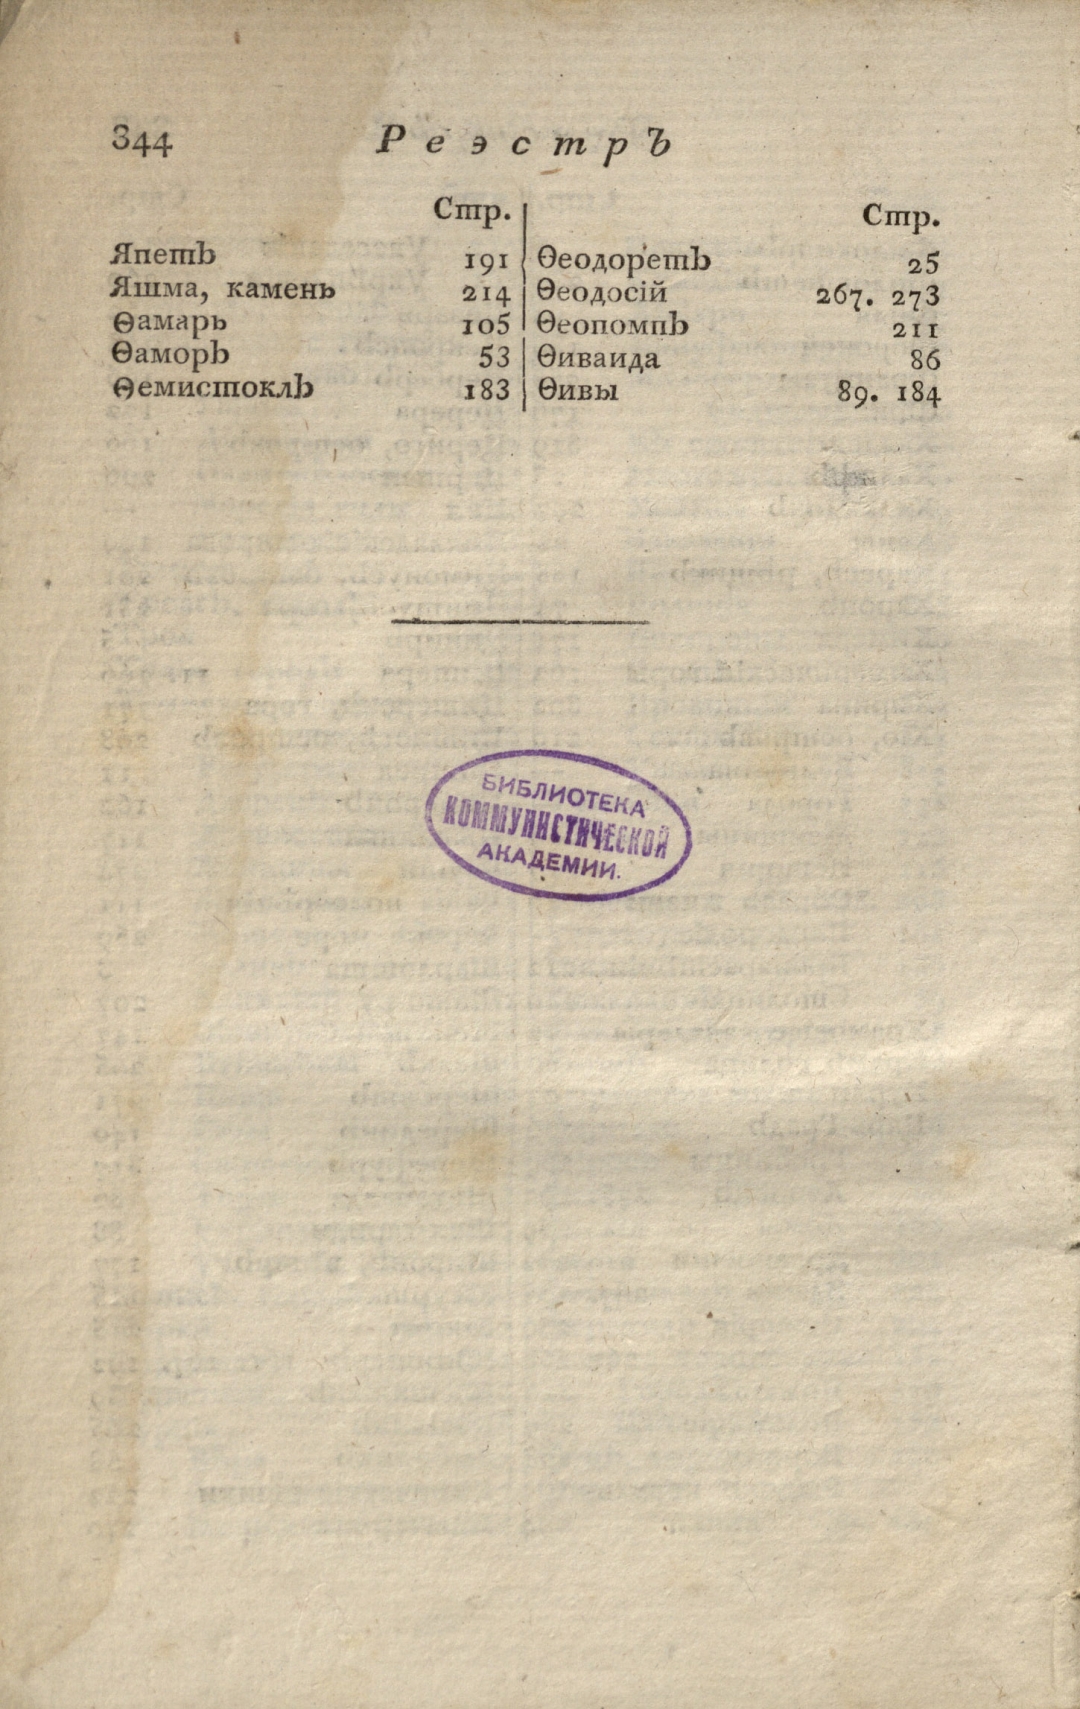 344 Реэстръ
Стр.
Япетъ 191
Яшма, камень 214
Ѳамарь 105
Ѳаморъ 53
Ѳемистоклъ 183
Стр.
Ѳеодоретъ 25
Ѳеодосій 267. 273
Ѳеопомпъ 211
Ѳиваида 86
Ѳивы 89. 184
БИБЛИОТЕКА
КОММУНИСТИЧЕСКОЙ
АКАДЕМИИ.